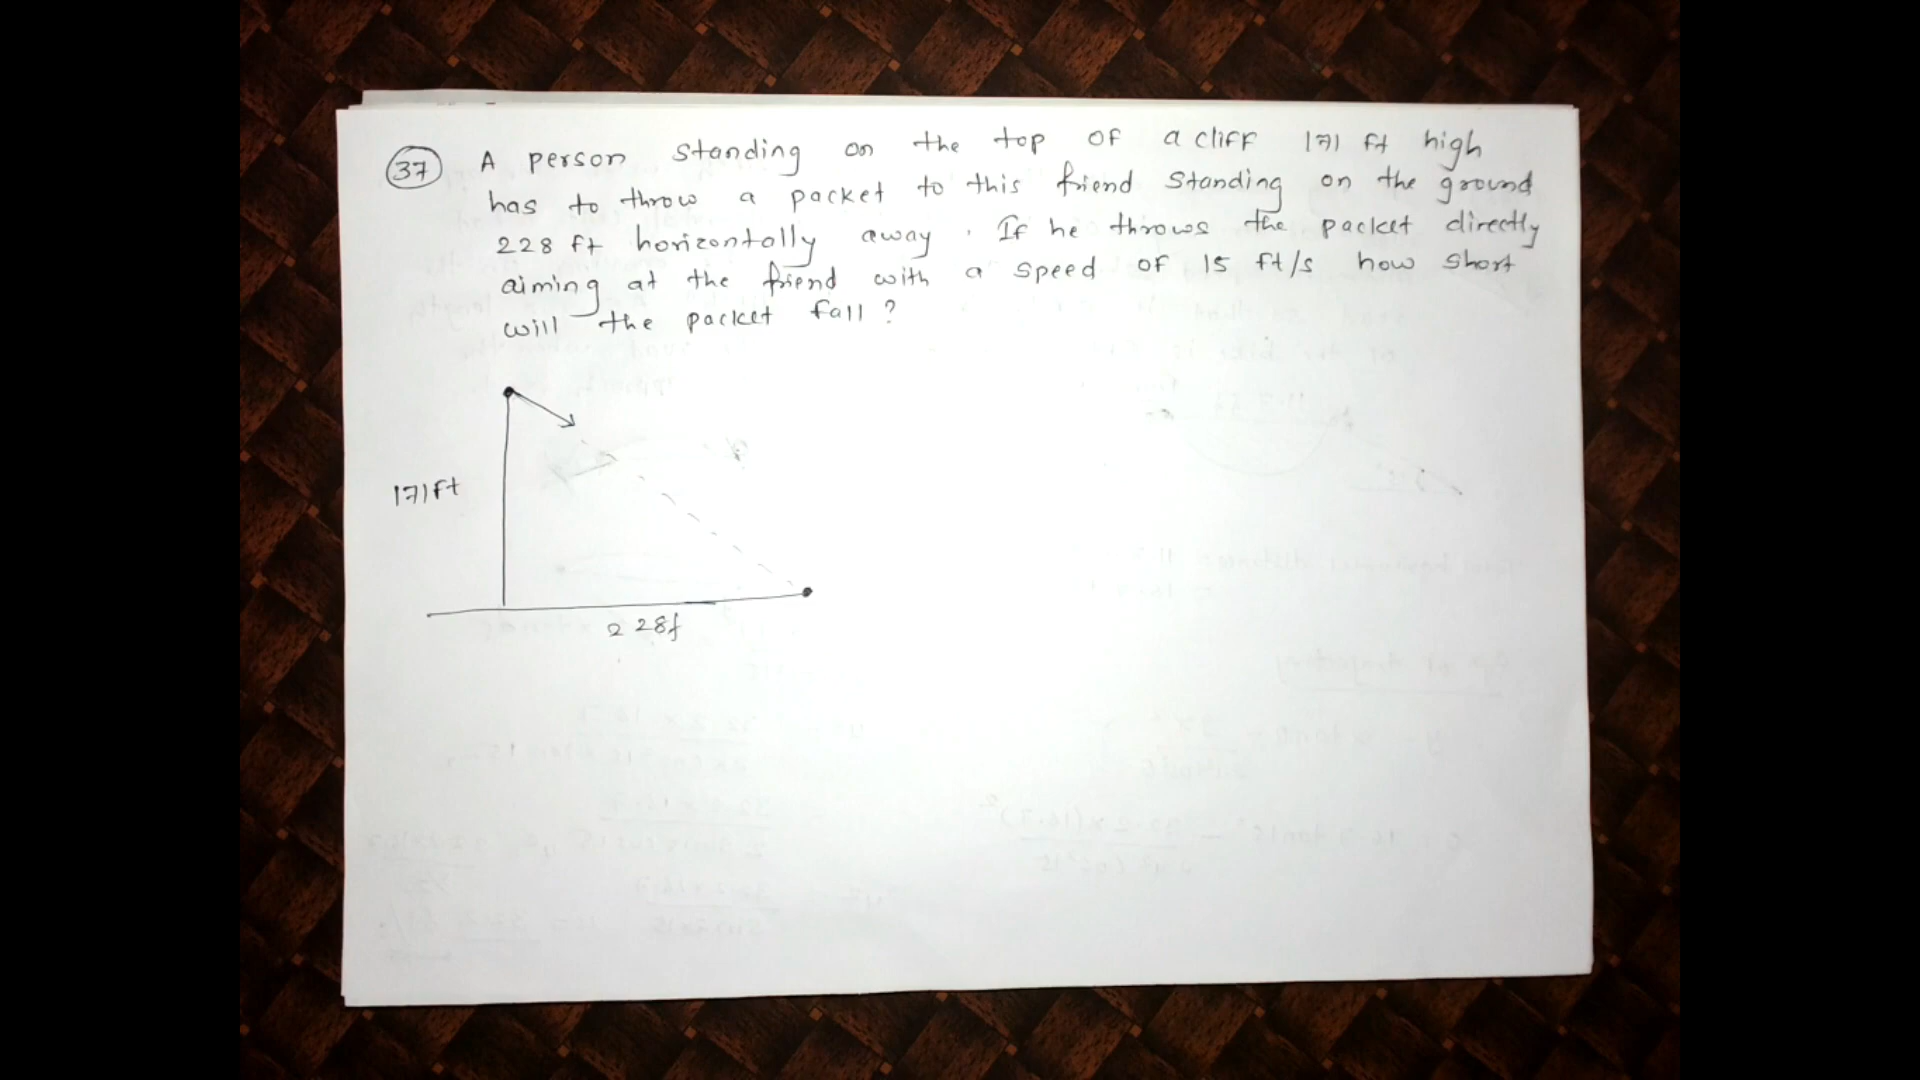 37 A person standing on the top of a cliff 171 ft high
has to throw a packet to this friend standing on the ground
228 ft horizontally away. If he throws the packet directly
aiming at the friend with a speed of 15 ft/s how short
will the packet fall?
171ft
228f